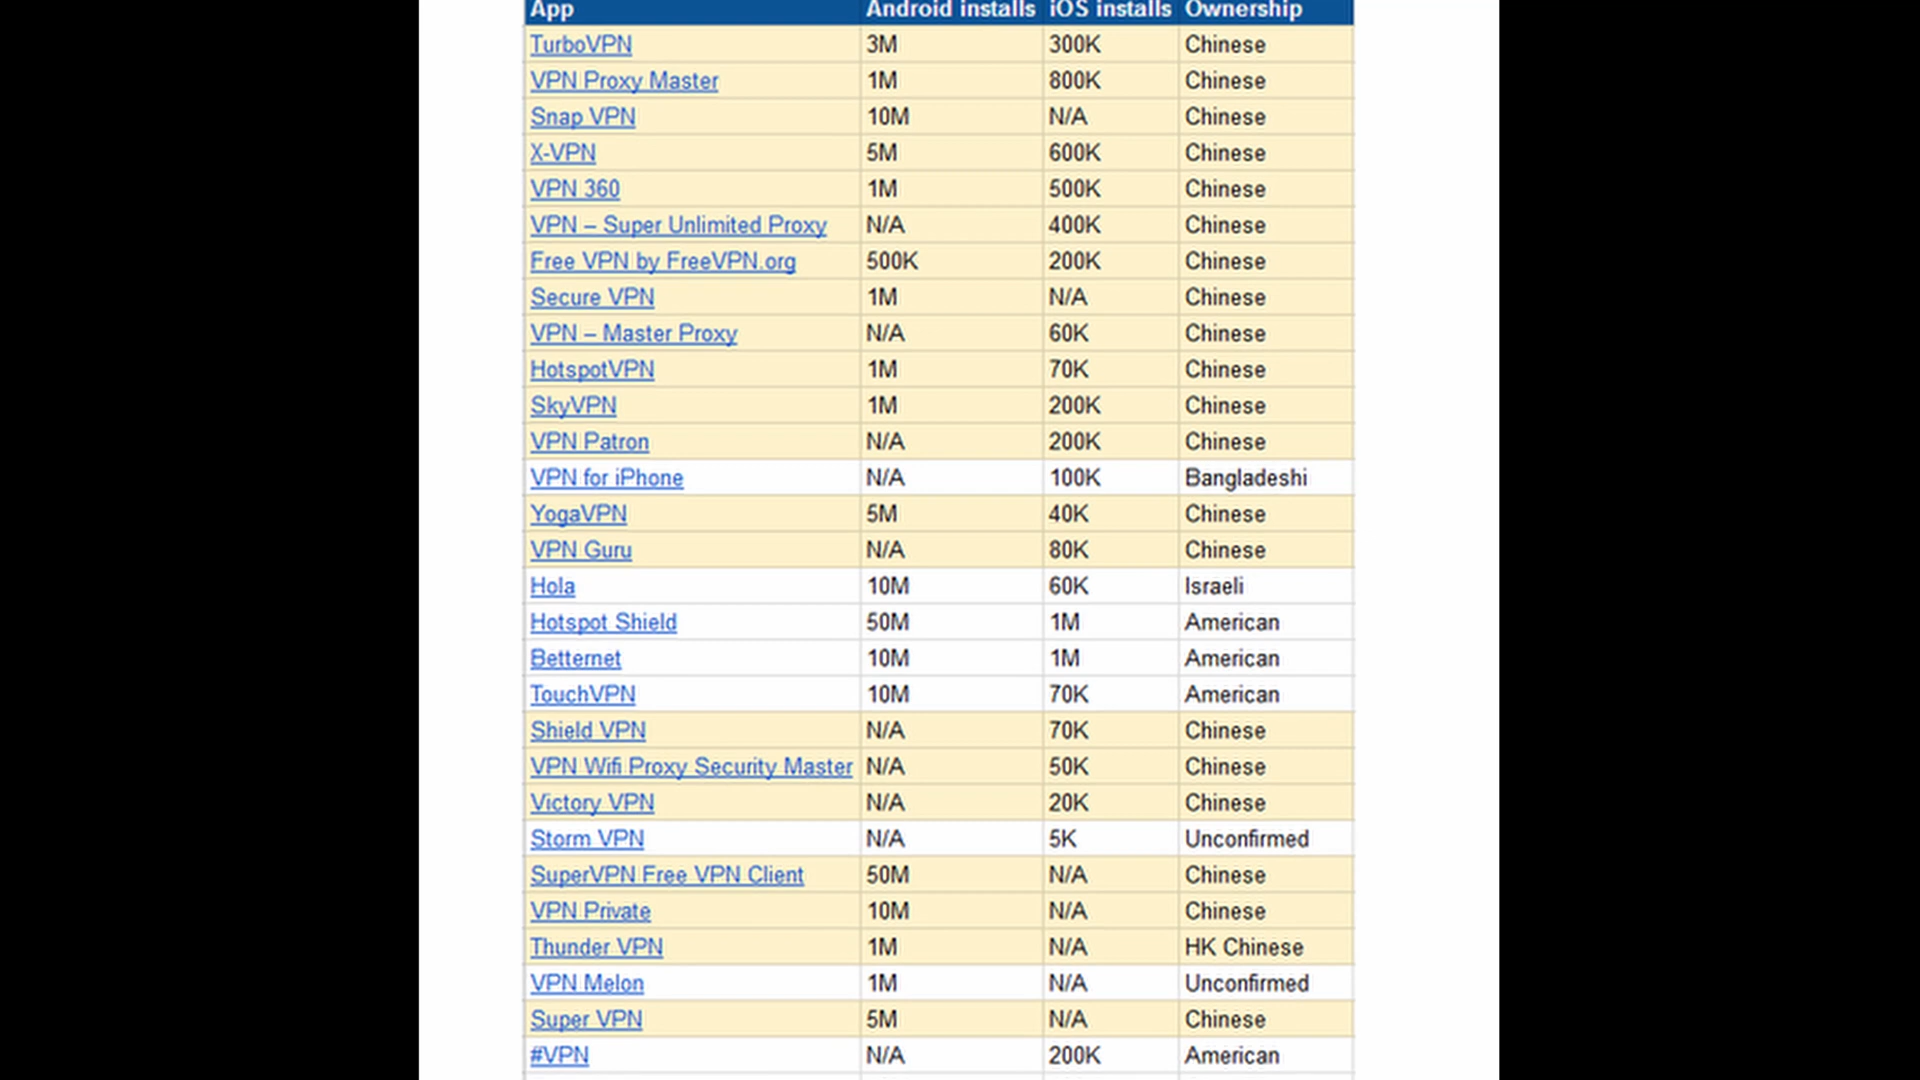 App Android installs iOS installs Ownership
TurboVPN 3M 300K Chinese
VPN Proxy Master 1M 800K Chinese
Snap VPN 10M N/A Chinese
X-VPN 5M 600K Chinese
VPN 360 1M 500K Chinese
VPN – Super Unlimited Proxy N/A 400K Chinese
Free VPN by FreeVPN.org 500K 200K Chinese
Secure VPN 1M N/A Chinese
VPN – Master Proxy N/A 60K Chinese
HotspotVPN 1M 70K Chinese
SkyVPN 1M 200K Chinese
VPN Patron N/A 200K Chinese
VPN for iPhone N/A 100K Bangladeshi
YogaVPN 5M 40K Chinese
VPN Guru N/A 80K Chinese
Hola 10M 60K Israeli
Hotspot Shield 50M 1M American
Betternet 10M 1M American
TouchVPN 10M 70K American
Shield VPN N/A 70K Chinese
VPN Wifi Proxy Security Master N/A 50K Chinese
Victory VPN N/A 20K Chinese
Storm VPN N/A 5K Unconfirmed
SuperVPN Free VPN Client 50M N/A Chinese
VPN Private 10M N/A Chinese
Thunder VPN 1M N/A HK Chinese
VPN Melon 1M N/A Unconfirmed
Super VPN 5M N/A Chinese
#VPN N/A 200K American